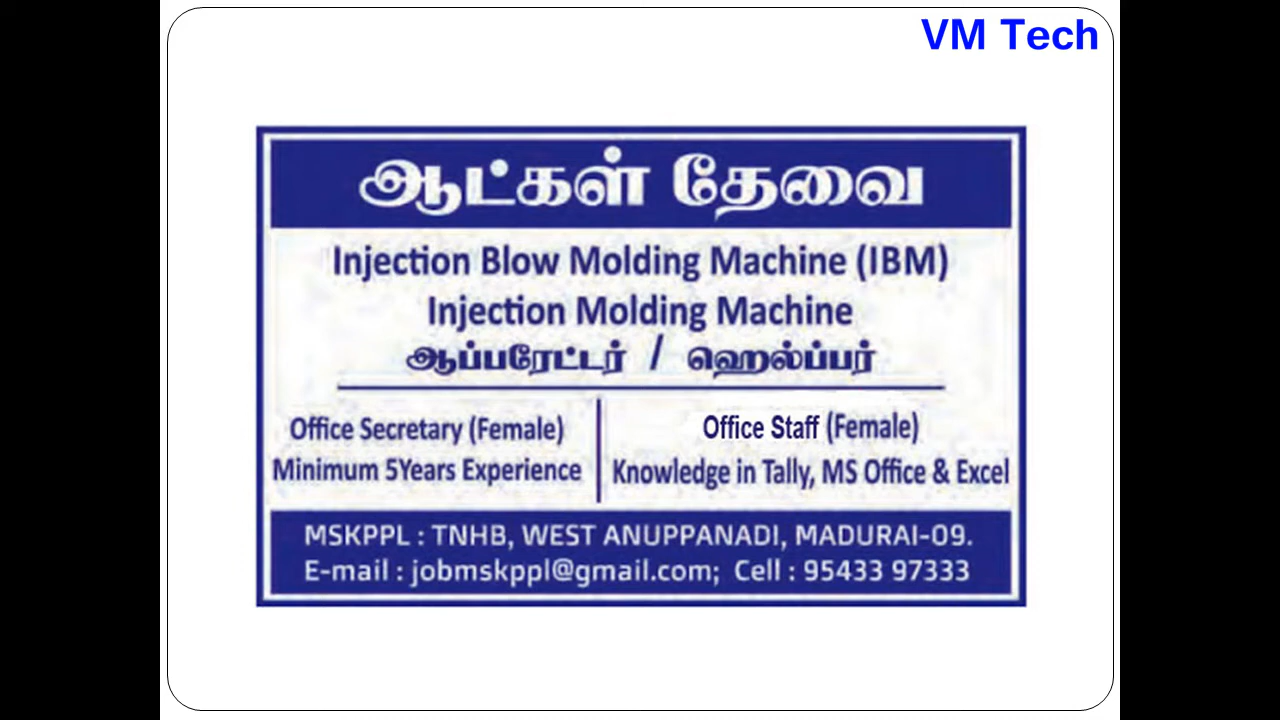 VM Tech
ஆட்கள் தேவை
Injection Blow Molding Machine (IBM)
Injection Molding Machine
ஆப்பரேட்டர் / ஹெல்ப்பர்
Office Secretary (Female)
Minimum 5Years Experience
Office Staff (Female)
Knowledge in Tally, MS Office & Excel
MSKPPL : TNHB, WEST ANUPPANADI, MADURAI-09.
E-mail : jobmskppl@gmail.com; Cell : 95433 97333